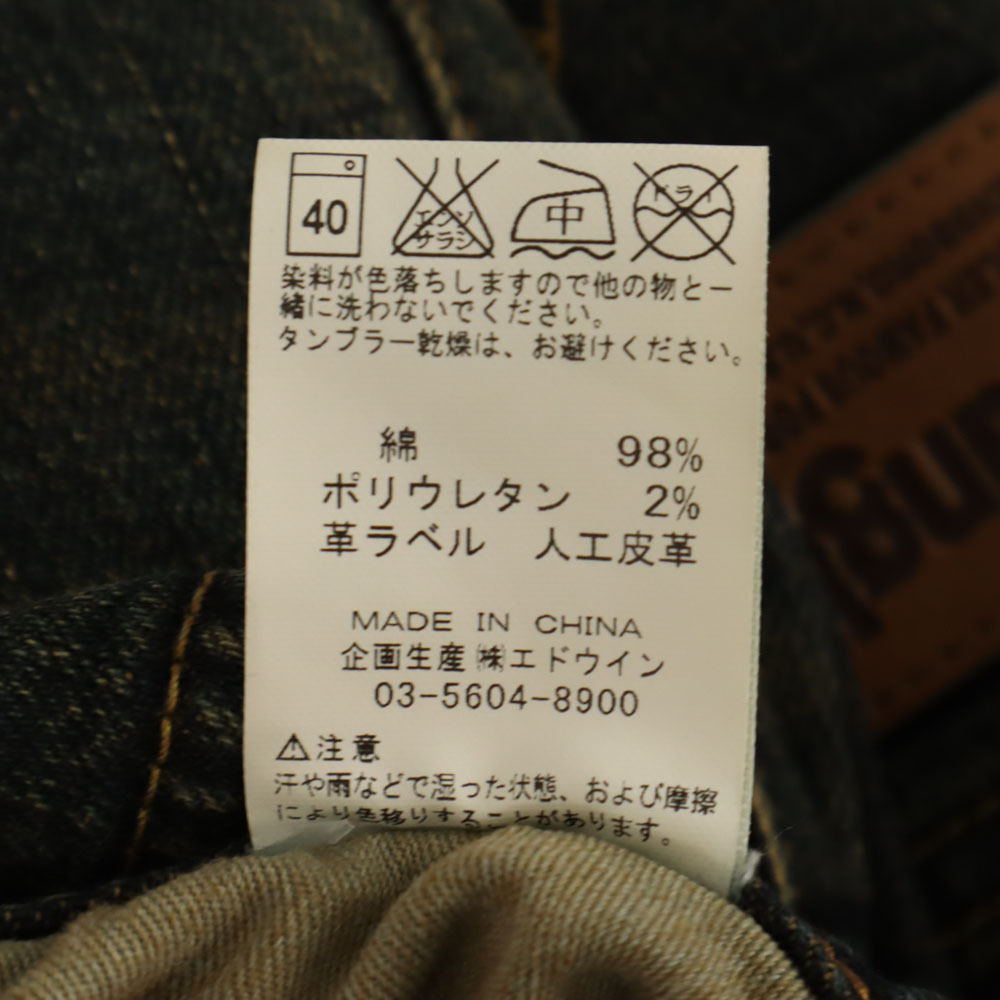 40
エンソ
サラシ
中
ドライ
染料が色落ちしますので他の物と一
緒に洗わないでください。
タンブラー乾燥は、お避けください。
綿 98%
ポリウレタン 2%
革ラベル 人工皮革
MADE IN CHINA
企画生産㈱エドウイン
03-5604-8900
⚠注意
汗や雨などで湿った状態、および摩擦
により色移りすることがあります。